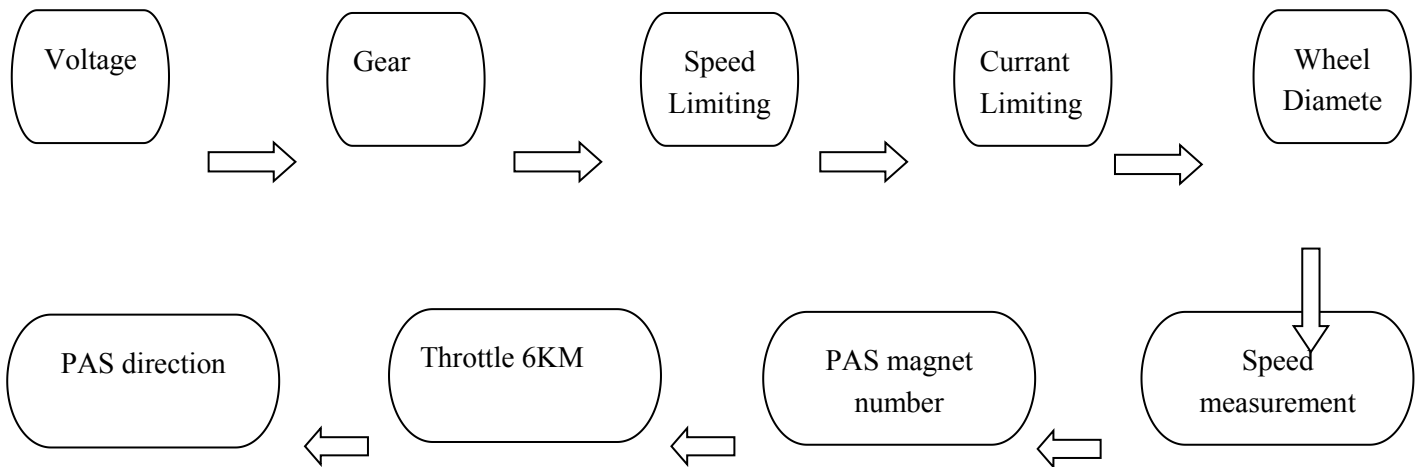 Voltage
Gear
Speed
Limiting
Currant
Limiting
Wheel
Diamete
Speed
measurement
PAS magnet
number
Throttle 6KM
PAS direction